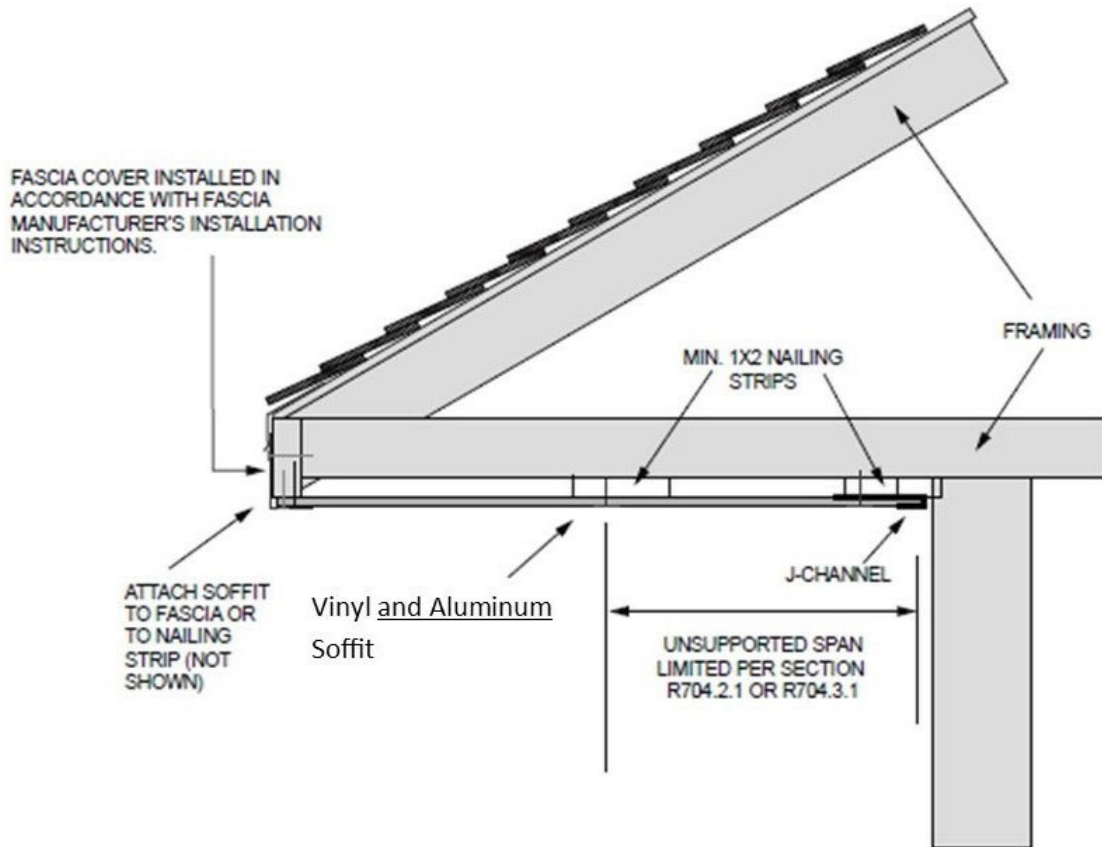 FASCIA COVER INSTALLED IN
ACCORDANCE WITH FASCIA
MANUFACTURER'S INSTALLATION
INSTRUCTIONS.
MIN. 1X2 NAILING
STRIPS
FRAMING
ATTACH SOFFIT
TO FASCIA OR
TO NAILING
STRIP (NOT
SHOWN)
Vinyl and Aluminum
Soffit
J-CHANNEL
UNSUPPORTED SPAN
LIMITED PER SECTION
R704.2.1 OR R704.3.1